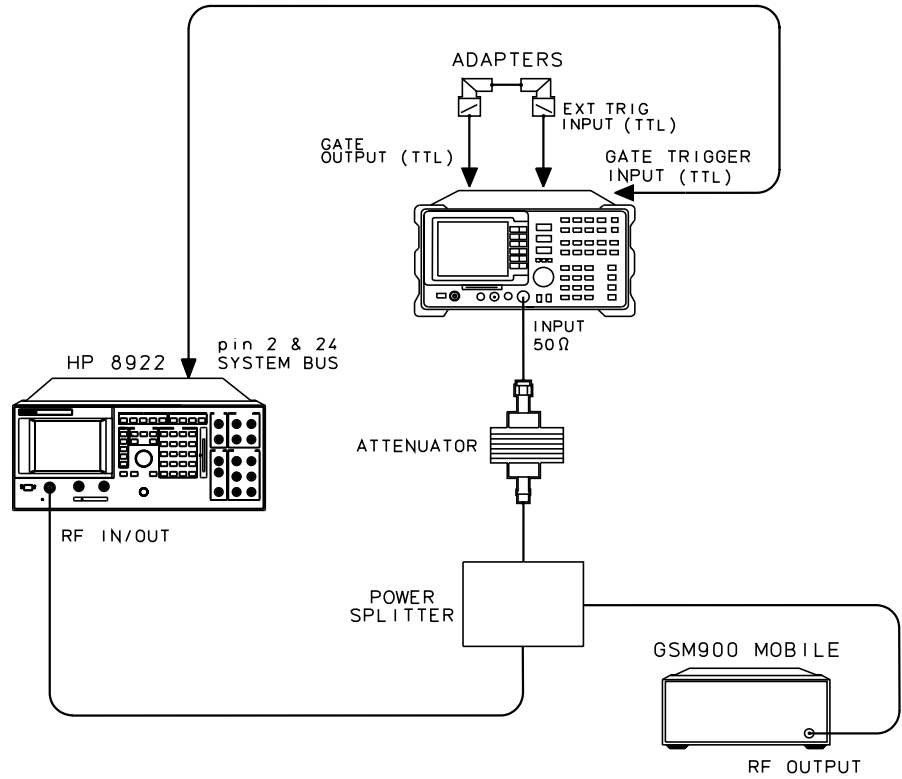 ADAPTERS
EXT TRIG
INPUT (TTL)
GATE
OUTPUT (TTL)
GATE TRIGGER
INPUT (TTL)
INPUT
50Ω
pin 2 & 24
SYSTEM BUS
HP 8922
ATTENUATOR
RF IN/OUT
POWER
SPLITTER
GSM900 MOBILE
RF OUTPUT